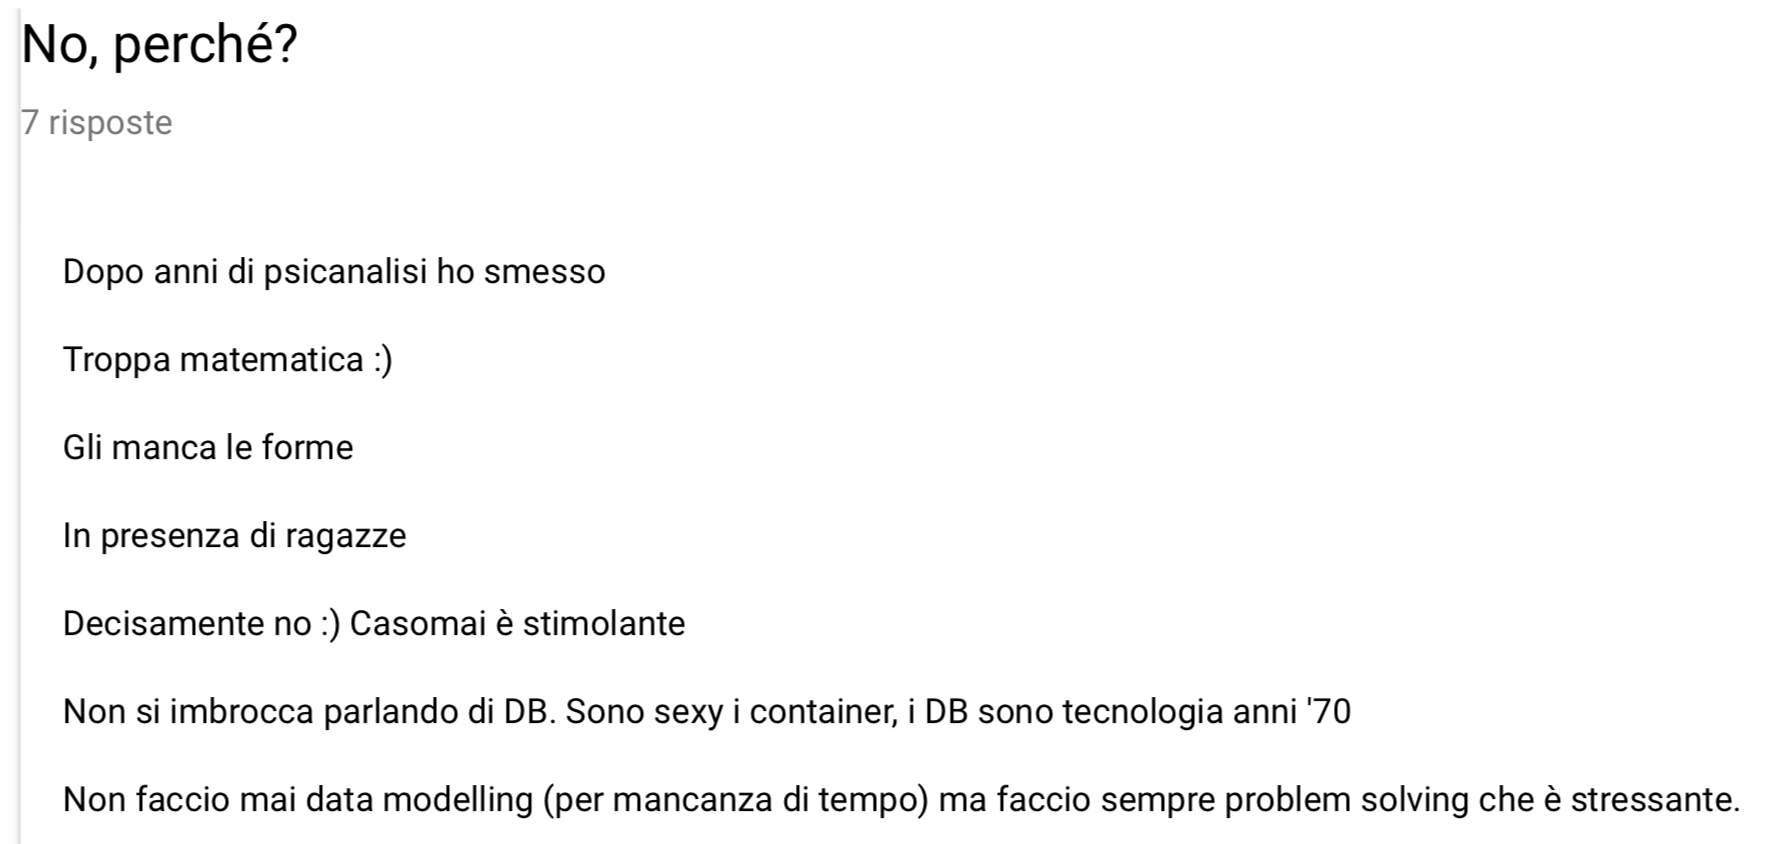 No, perché?
7 risposte
Dopo anni di psicanalisi ho smesso
Troppa matematica :)
Gli manca le forme
In presenza di ragazze
Decisamente no :) Casomai è stimolante
Non si imbrocca parlando di DB. Sono sexy i container, i DB sono tecnologia anni '70
Non faccio mai data modelling (per mancanza di tempo) ma faccio sempre problem solving che è stressante.